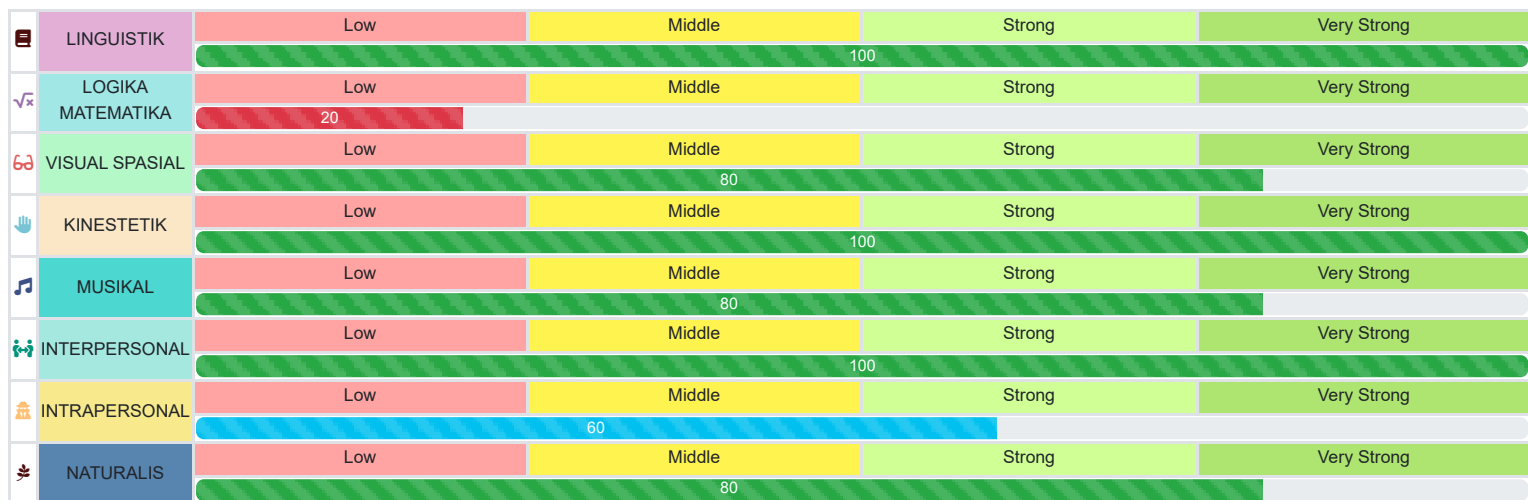 LINGUISTIK
Low Middle Strong Very Strong
100
LOGIKA
MATEMATIKA
Low Middle Strong Very Strong
20
VISUAL SPASIAL
Low Middle Strong Very Strong
80
KINESTETIK
Low Middle Strong Very Strong
100
MUSIKAL
Low Middle Strong Very Strong
80
INTERPERSONAL
Low Middle Strong Very Strong
100
INTRAPERSONAL
Low Middle Strong Very Strong
60
NATURALIS
Low Middle Strong Very Strong
80